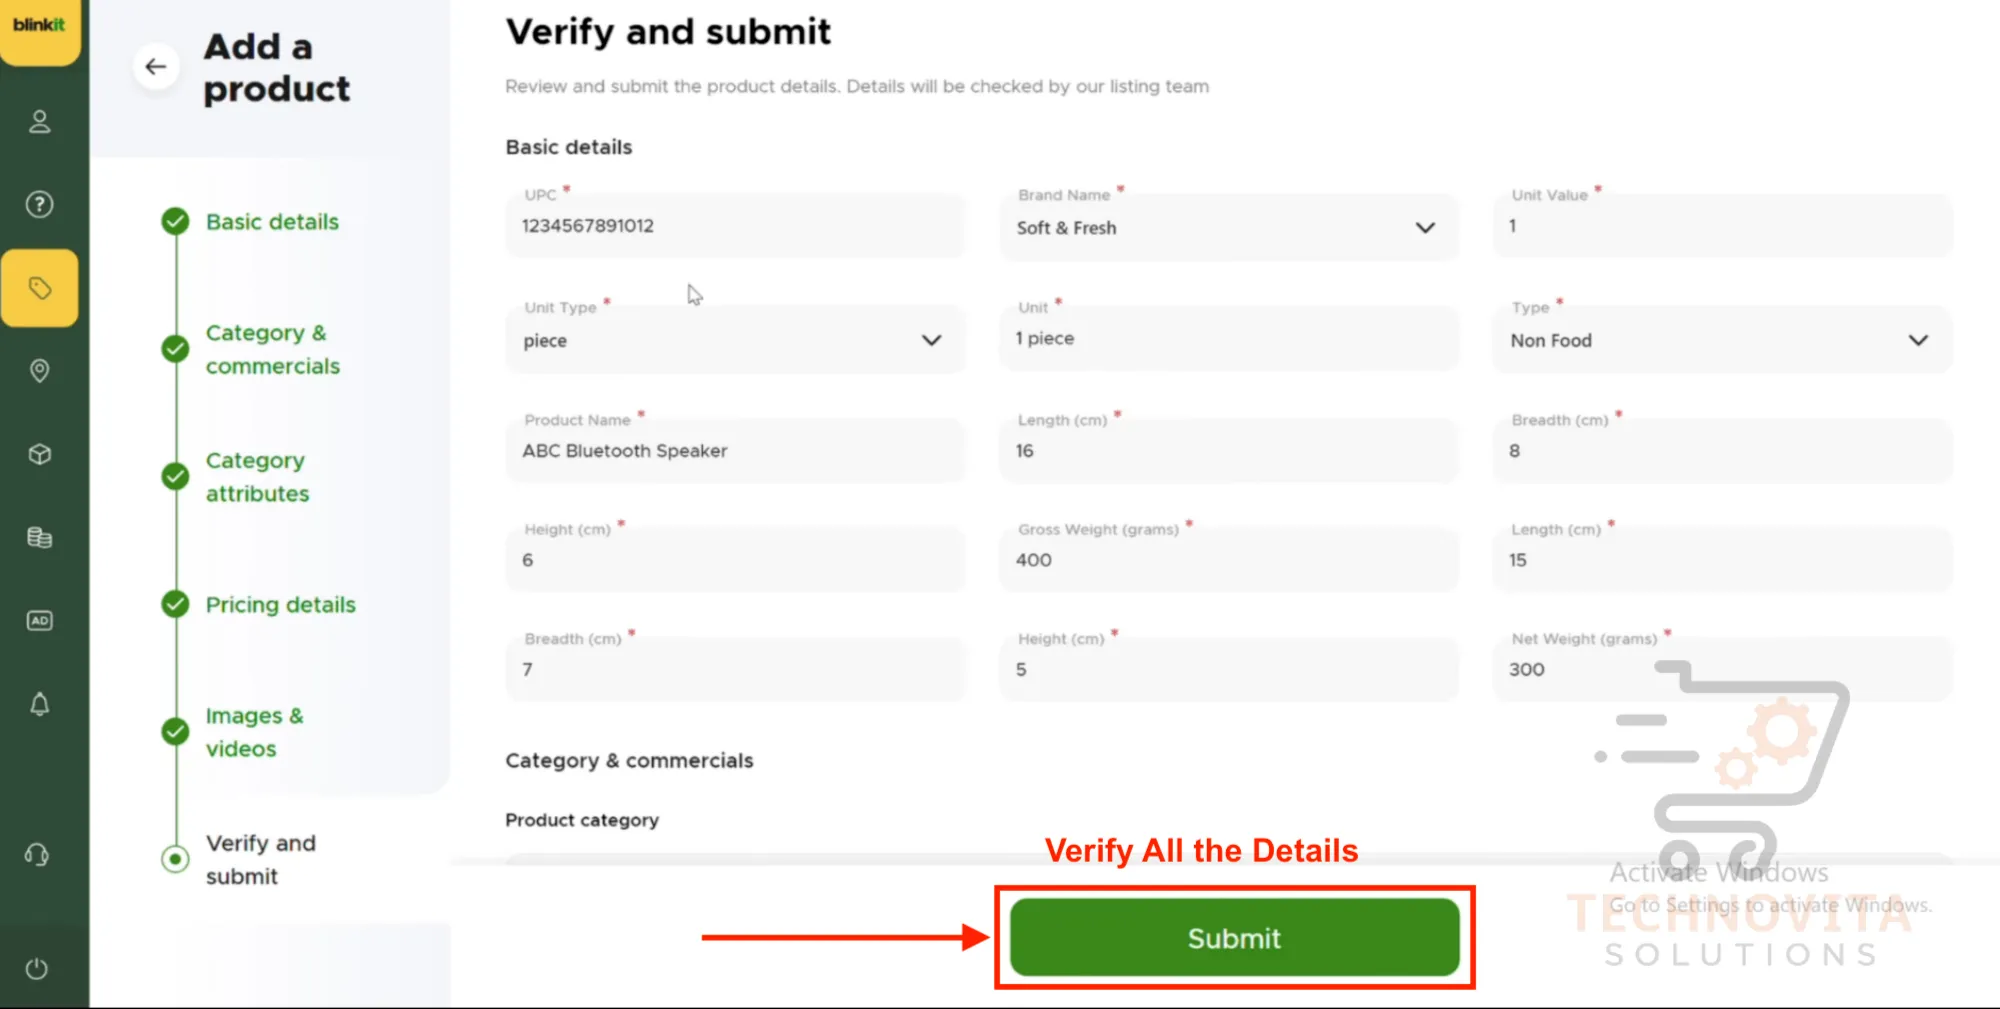 blinkit
Add a
product
Basic details
Category &
commercials
Category
attributes
Pricing details
Images &
videos
Verify and
submit
AD
Verify and submit
Review and submit the product details. Details will be checked by our listing team
Basic details
UPC *
1234567891012
Brand Name *
Soft & Fresh
Unit Value *
1
Unit Type *
piece
Unit *
1 piece
Type *
Non Food
Product Name *
ABC Bluetooth Speaker
Length (cm) *
16
Breadth (cm) *
8
Height (cm) *
6
Gross Weight (grams) *
400
Length (cm) *
15
Breadth (cm) *
7
Height (cm) *
5
Net Weight (grams) *
300
Category & commercials
Product category
Verify All the Details
Submit
Activate Windows
Go to Settings to activate Windows.
TECHNOVITA
SOLUTIONS